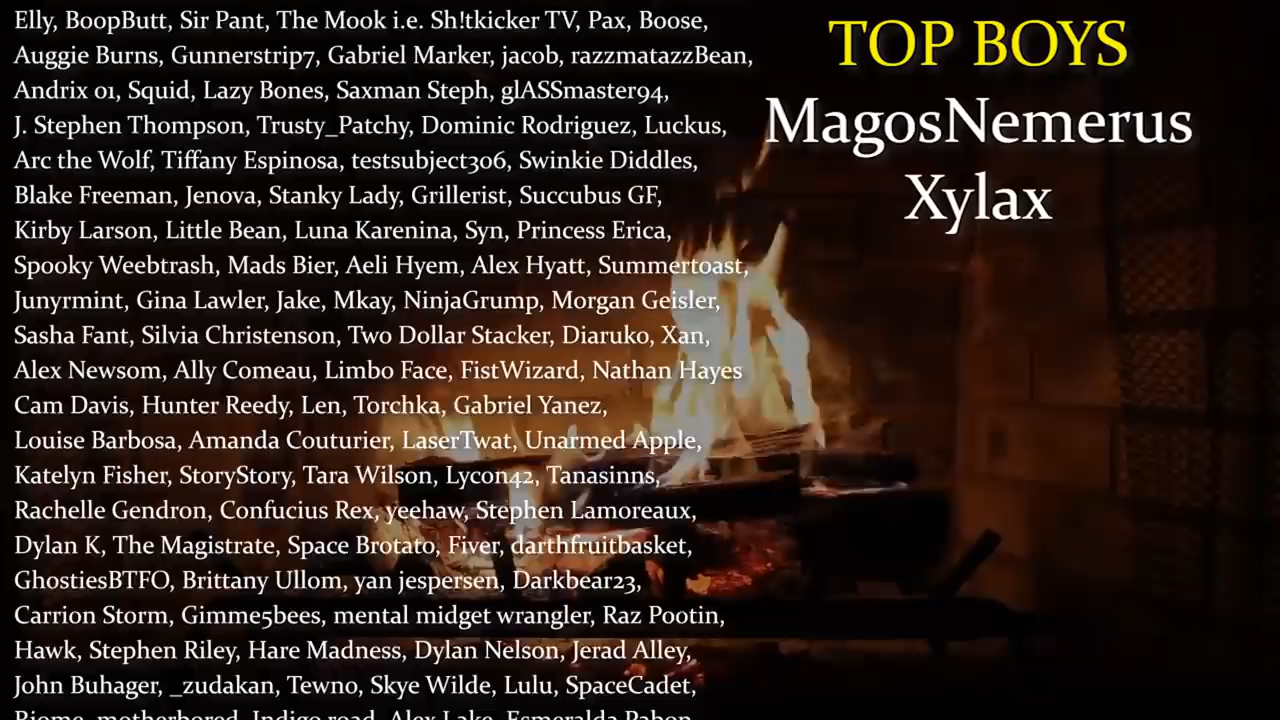 Elly, BoopButt, Sir Pant, The Mook i.e. Sh!tkicker TV, Pax, Boose,
Auggie Burns, Gunnerstrip7, Gabriel Marker, jacob, razzmatazzBean,
Andrix 01, Squid, Lazy Bones, Saxman Steph, glASSmaster94,
J. Stephen Thompson, Trusty_Patchy, Dominic Rodriguez, Luckus,
Arc the Wolf, Tiffany Espinosa, testsubject306, Swinkie Diddles,
Blake Freeman, Jenova, Stanky Lady, Grillerist, Succubus GF,
Kirby Larson, Little Bean, Luna Karenina, Syn, Princess Erica,
Spooky Weebtrash, Mads Bier, Aeli Hyem, Alex Hyatt, Summertoast,
Junyrmint, Gina Lawler, Jake, Mkay, NinjaGrump, Morgan Geisler,
Sasha Fant, Silvia Christenson, Two Dollar Stacker, Diaruko, Xan,
Alex Newsom, Ally Comeau, Limbo Face, FistWizard, Nathan Hayes
Cam Davis, Hunter Reedy, Len, Torchka, Gabriel Yanez,
Louise Barbosa, Amanda Couturier, LaserTwat, Unarmed Apple,
Katelyn Fisher, StoryStory, Tara Wilson, Lycon42, Tanasinns,
Rachelle Gendron, Confucius Rex, yeehaw, Stephen Lamoreaux,
Dylan K, The Magistrate, Space Brotato, Fiver, darthfruitbasket,
GhostiesBTFO, Brittany Ullom, yan jespersen, Darkbear23,
Carrion Storm, Gimme5bees, mental midget wrangler, Raz Pootin,
Hawk, Stephen Riley, Hare Madness, Dylan Nelson, Jerad Alley,
John Buhager, _zudakan, Tewno, Skye Wilde, Lulu, SpaceCadet,
Biome, motherbored, Indigo road, Alex Lake, Esmeralda Pabon,
TOP BOYS
MagosNemerus
Xylax